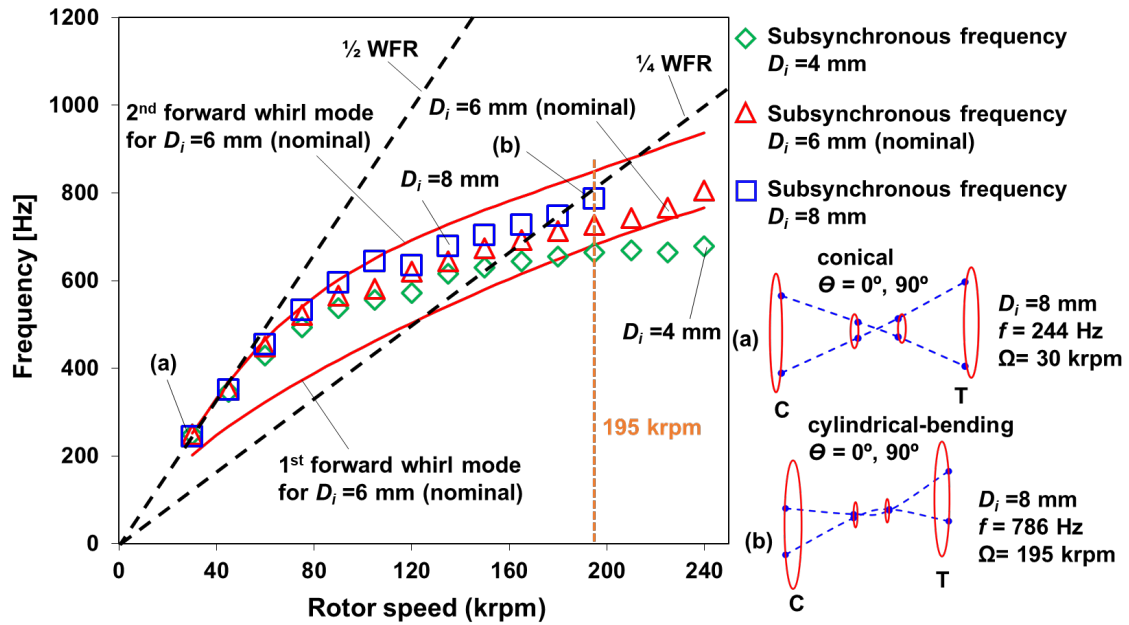 1200
1000
800
600
400
200
0
Frequency [Hz]
0
40
80
120
160
200
240
Rotor speed (krpm)
½ WFR
¼ WFR
2nd forward whirl mode
for Di =6 mm (nominal)
Di =6 mm (nominal)
(b)
Di =8 mm
(a)
195 krpm
Di =4 mm
1st forward whirl mode
for Di =6 mm (nominal)
Subsynchronous frequency
Di =4 mm
Subsynchronous frequency
Di =6 mm (nominal)
Subsynchronous frequency
Di =8 mm
conical
Θ = 0º, 90º
(a)
C
T
Di =8 mm
f = 244 Hz
Ω= 30 krpm
cylindrical-bending
Θ = 0º, 90º
(b)
C
T
Di =8 mm
f = 786 Hz
Ω= 195 krpm